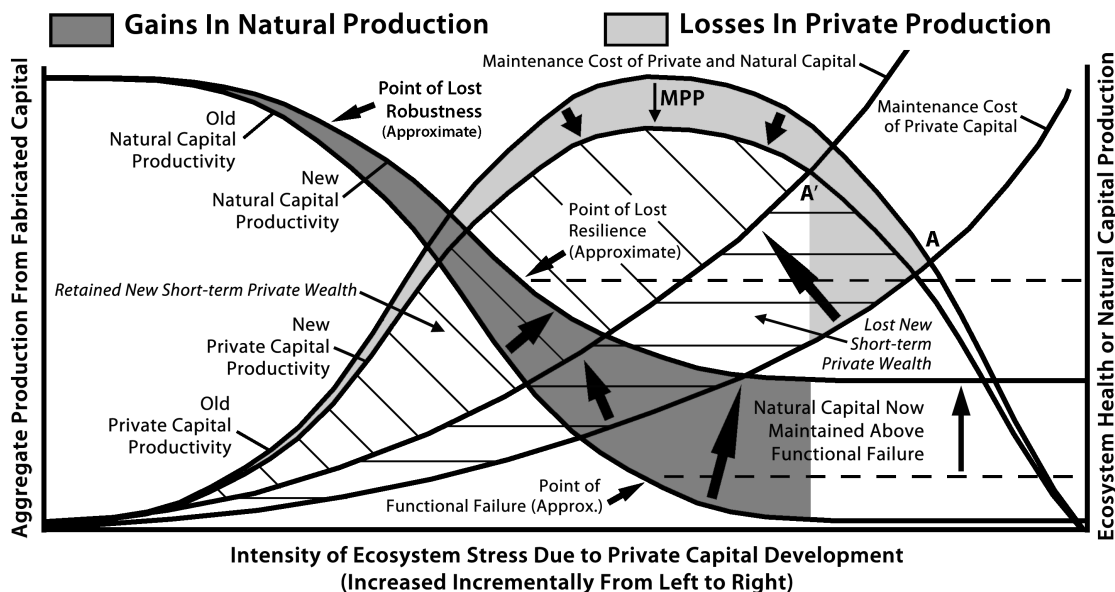 Gains In Natural Production
Losses In Private Production
Maintenance Cost of Private and Natural Capital
Point of Lost
Robustness
(Approximate)
MPP
Maintenance Cost
of Private Capital
Old
Natural Capital
Productivity
New
Natural Capital
Productivity
A′
Point of Lost
Resilience
(Approximate)
A
Retained New Short-term Private Wealth
New
Private Capital
Productivity
Lost New
Short-term
Private Wealth
Old
Private Capital
Productivity
Natural Capital Now
Maintained Above
Functional Failure
Point of
Functional Failure (Approx.)
Aggregate Production From Fabricated Capital
Ecosystem Health or Natural Capital Production
Intensity of Ecosystem Stress Due to Private Capital Development
(Increased Incrementally From Left to Right)